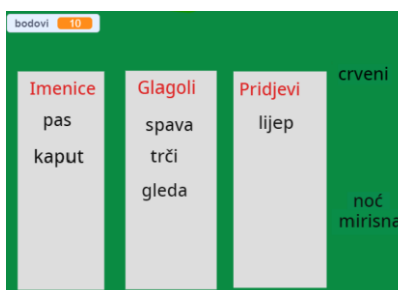 bodovi 10
Imenice
pas
kaput
Glagoli
spava
trči
gleda
Pridjevi
lijep
crveni
noć
mirisna